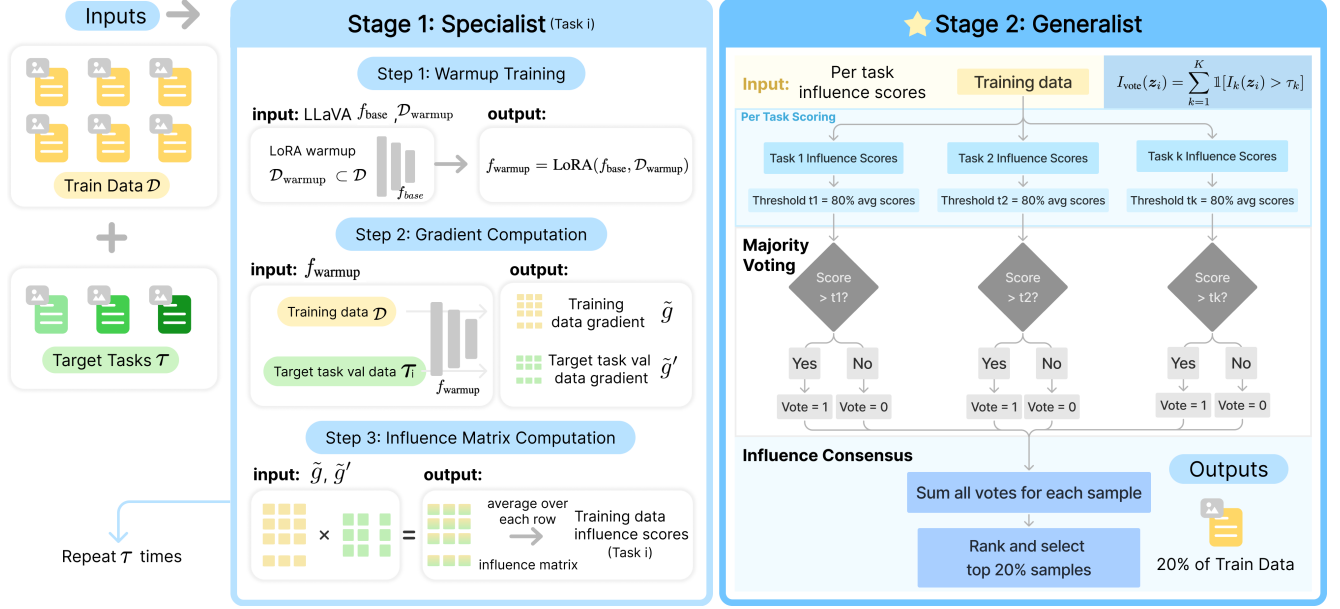 Inputs
Train Data 𝒟
+
Target Tasks 𝒯
Repeat 𝒯 times
Stage 1: Specialist (Task i)
Step 1: Warmup Training
input: LLaVA f_base , 𝒟_warmup
output:
LoRA warmup
𝒟_warmup ⊂ 𝒟
f_base
f_warmup = LoRA(f_base, 𝒟_warmup)
Step 2: Gradient Computation
input: f_warmup
output:
Training data 𝒟
Target task val data 𝒯i
f_warmup
Training
data gradient g̃
Target task val
data gradient g̃′
Step 3: Influence Matrix Computation
input: g̃, g̃′
output:
×
=
average over
each row
influence matrix
Training data
influence scores
(Task i)
Stage 2: Generalist
Input:
Per task
influence scores
Training data
I_vote(z_i) = ∑_{k=1}^{K} 𝟙[I_k(z_i) > τ_k]
Per Task Scoring
Task 1 Influence Scores
Task 2 Influence Scores
Task k Influence Scores
Threshold t1 = 80% avg scores
Threshold t2 = 80% avg scores
Threshold tk = 80% avg scores
Majority
Voting
Score
> t1?
Score
> t2?
Score
> tk?
Yes
No
Yes
No
Yes
No
Vote = 1
Vote = 0
Vote = 1
Vote = 0
Vote = 1
Vote = 0
Influence Consensus
Sum all votes for each sample
Rank and select
top 20% samples
Outputs
20% of Train Data